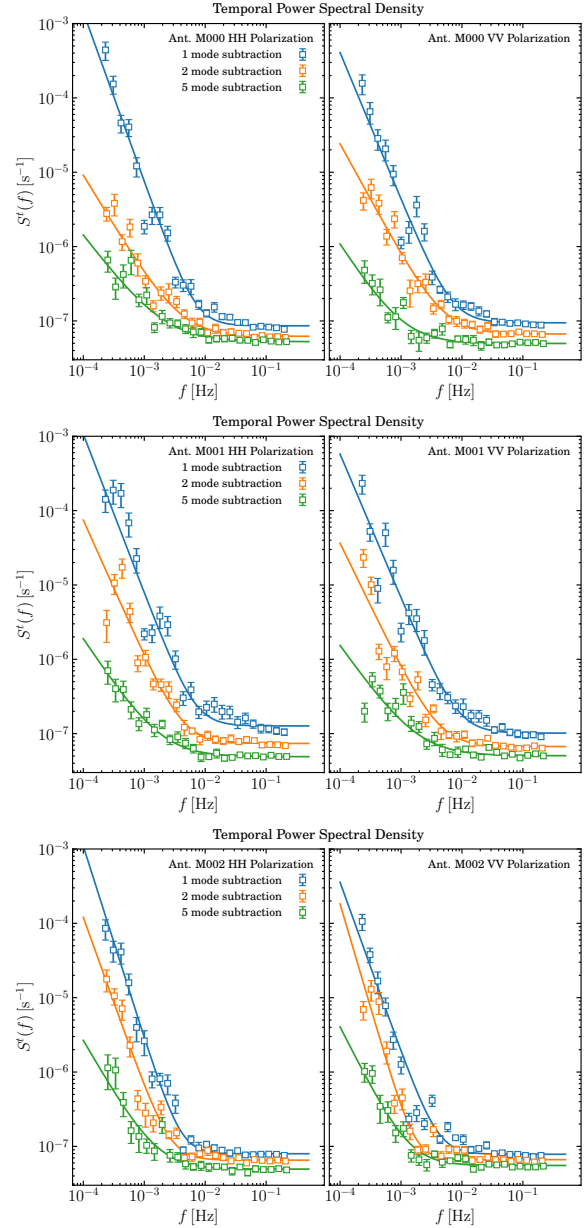 Temporal Power Spectral Density
Ant. M000 HH Polarization
1 mode subtraction
2 mode subtraction
5 mode subtraction
Ant. M000 VV Polarization
10⁻³
10⁻⁴
10⁻⁵
10⁻⁶
10⁻⁷
Sᵗ(f) [s⁻¹]
10⁻⁴ 10⁻³ 10⁻² 10⁻¹ 10⁻⁴ 10⁻³ 10⁻² 10⁻¹
f [Hz] f [Hz]
Temporal Power Spectral Density
Ant. M001 HH Polarization
1 mode subtraction
2 mode subtraction
5 mode subtraction
Ant. M001 VV Polarization
10⁻³
10⁻⁴
10⁻⁵
10⁻⁶
10⁻⁷
Sᵗ(f) [s⁻¹]
10⁻⁴ 10⁻³ 10⁻² 10⁻¹ 10⁻⁴ 10⁻³ 10⁻² 10⁻¹
f [Hz] f [Hz]
Temporal Power Spectral Density
Ant. M002 HH Polarization
1 mode subtraction
2 mode subtraction
5 mode subtraction
Ant. M002 VV Polarization
10⁻³
10⁻⁴
10⁻⁵
10⁻⁶
10⁻⁷
Sᵗ(f) [s⁻¹]
10⁻⁴ 10⁻³ 10⁻² 10⁻¹ 10⁻⁴ 10⁻³ 10⁻² 10⁻¹
f [Hz] f [Hz]